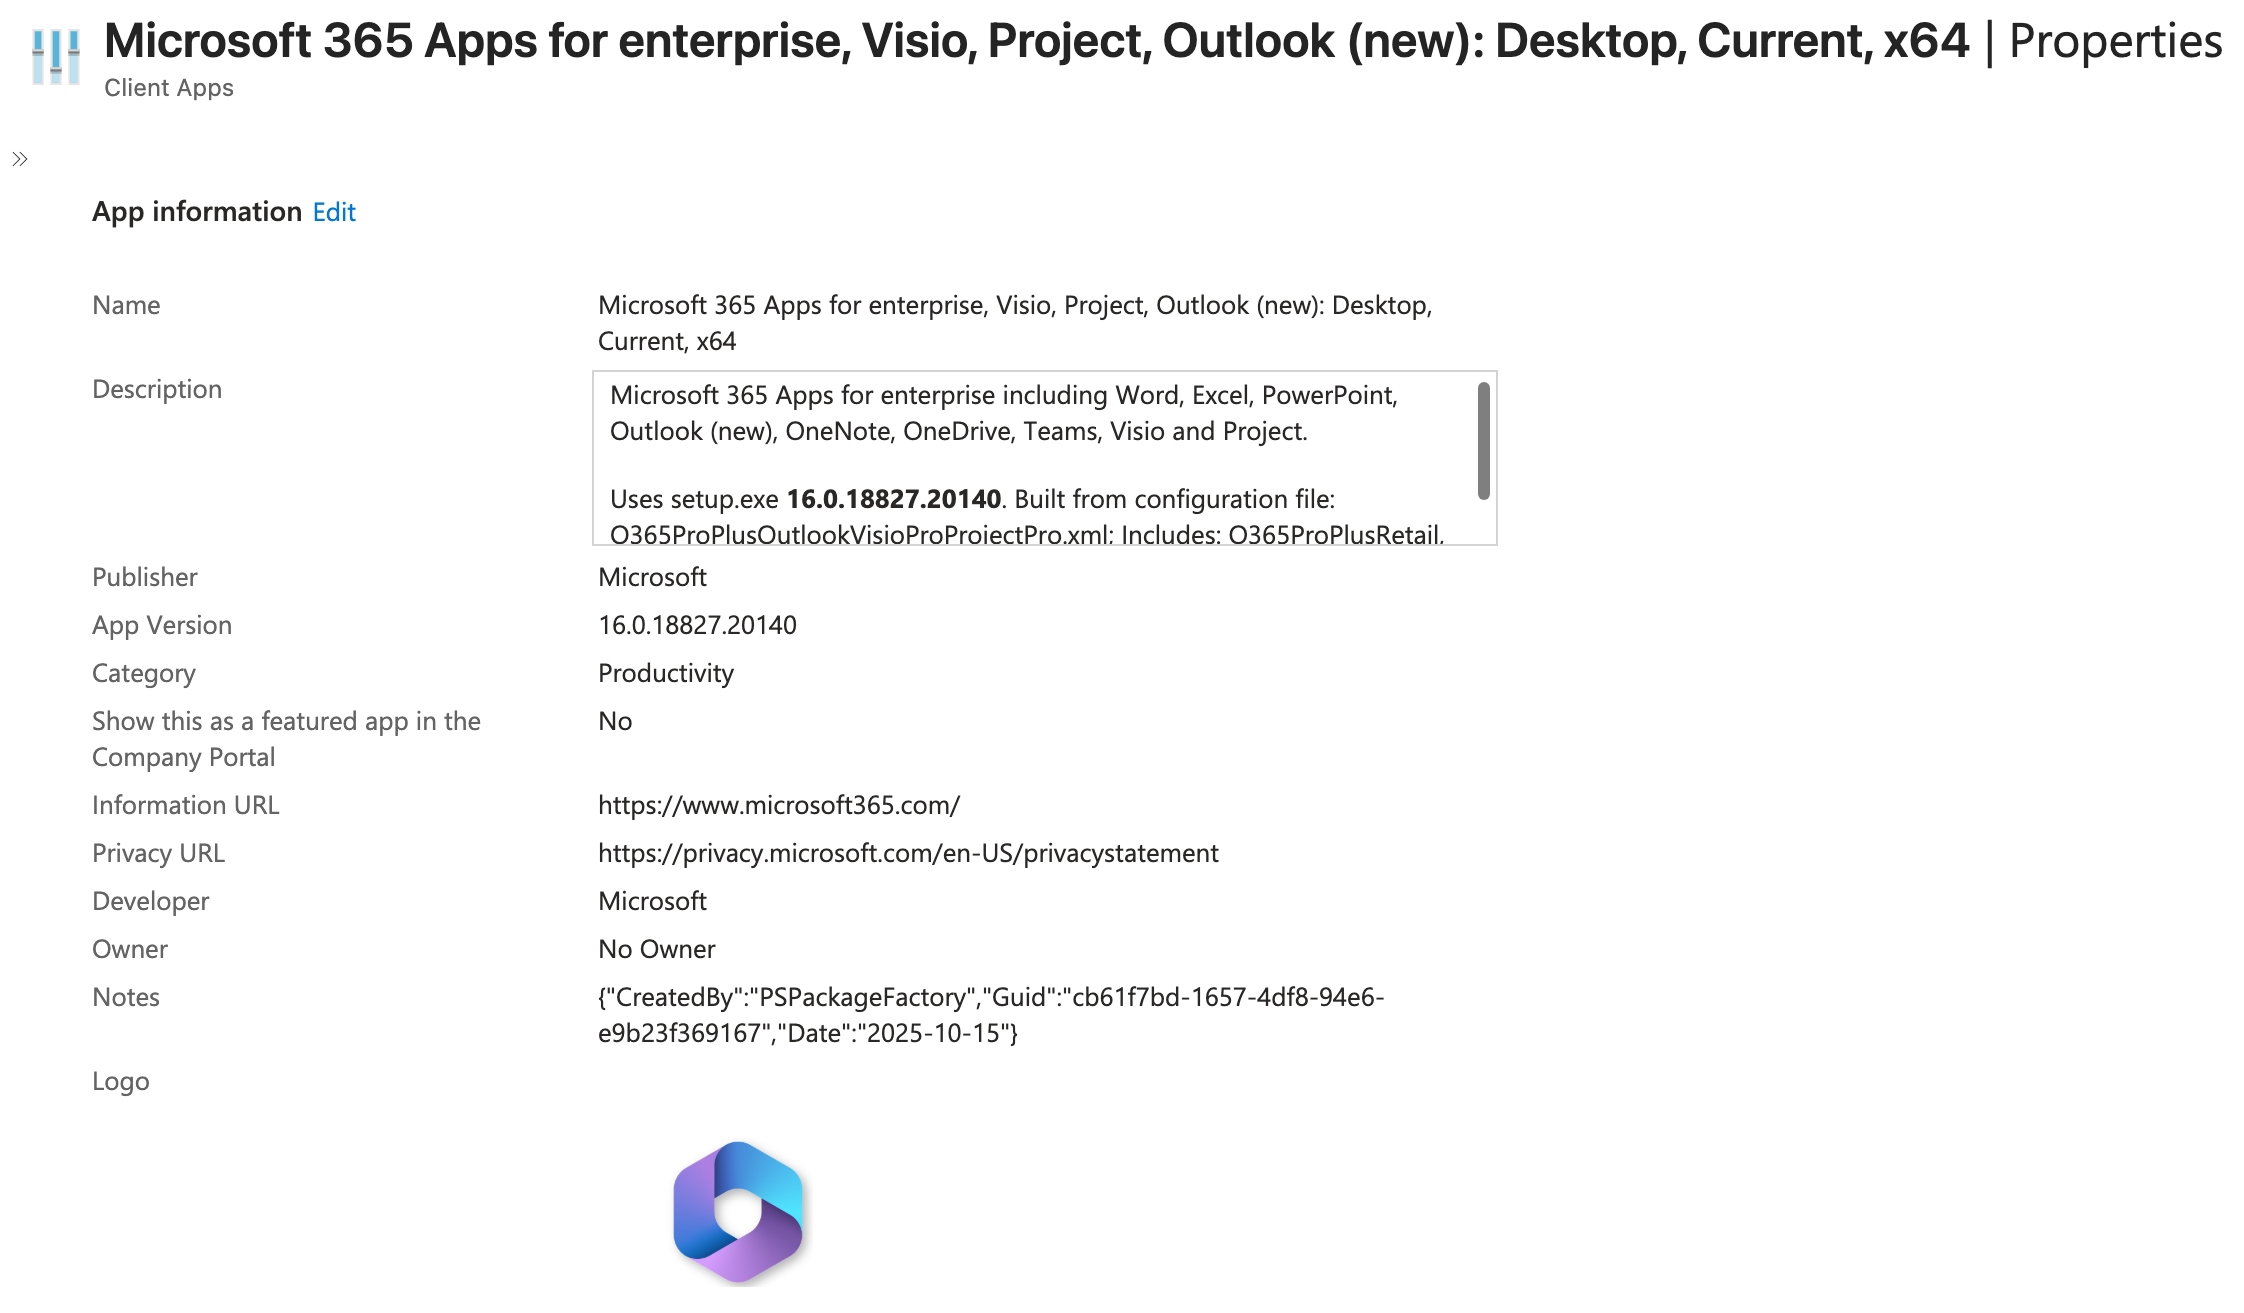 Microsoft 365 Apps for enterprise, Visio, Project, Outlook (new): Desktop, Current, x64 | Properties
Client Apps
»
App information Edit
Name
Microsoft 365 Apps for enterprise, Visio, Project, Outlook (new): Desktop,
Current, x64
Description
Microsoft 365 Apps for enterprise including Word, Excel, PowerPoint,
Outlook (new), OneNote, OneDrive, Teams, Visio and Project.
Uses setup.exe 16.0.18827.20140. Built from configuration file:
O365ProPlusOutlookVisioProProjectPro.xml; Includes: O365ProPlusRetail,
Publisher
Microsoft
App Version
16.0.18827.20140
Category
Productivity
Show this as a featured app in the
Company Portal
No
Information URL
https://www.microsoft365.com/
Privacy URL
https://privacy.microsoft.com/en-US/privacystatement
Developer
Microsoft
Owner
No Owner
Notes
{"CreatedBy":"PSPackageFactory","Guid":"cb61f7bd-1657-4df8-94e6-
e9b23f369167","Date":"2025-10-15"}
Logo